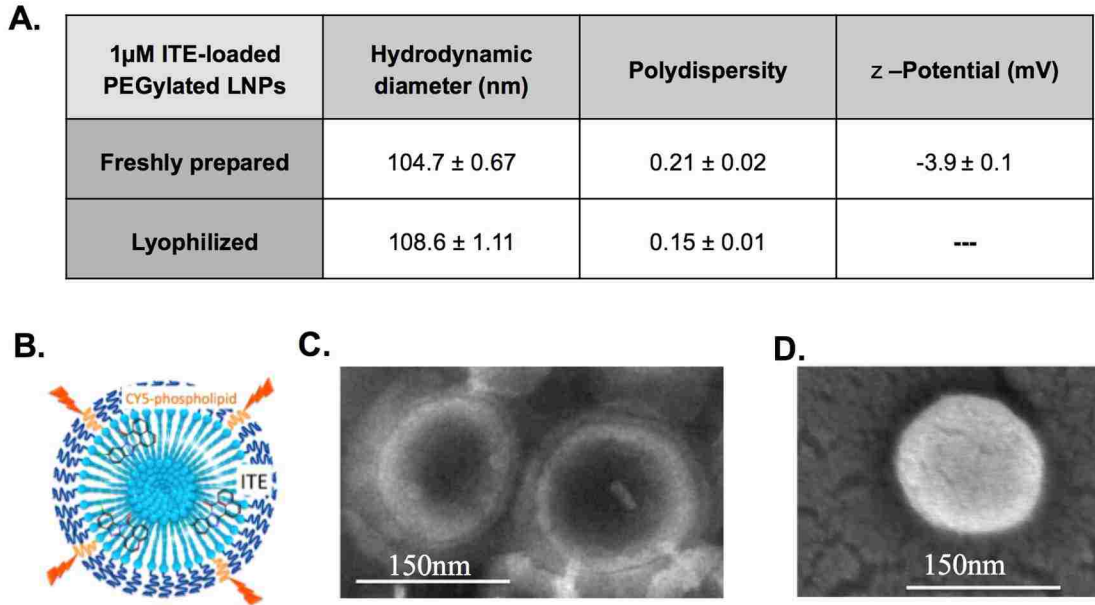 A.
1µM ITE-loaded
PEGylated LNPs
Hydrodynamic
diameter (nm)
Polydispersity
z –Potential (mV)
Freshly prepared
104.7 ± 0.67
0.21 ± 0.02
-3.9 ± 0.1
Lyophilized
108.6 ± 1.11
0.15 ± 0.01
---
B.
CY5-phospholipid
ITE
C.
150nm
D.
150nm